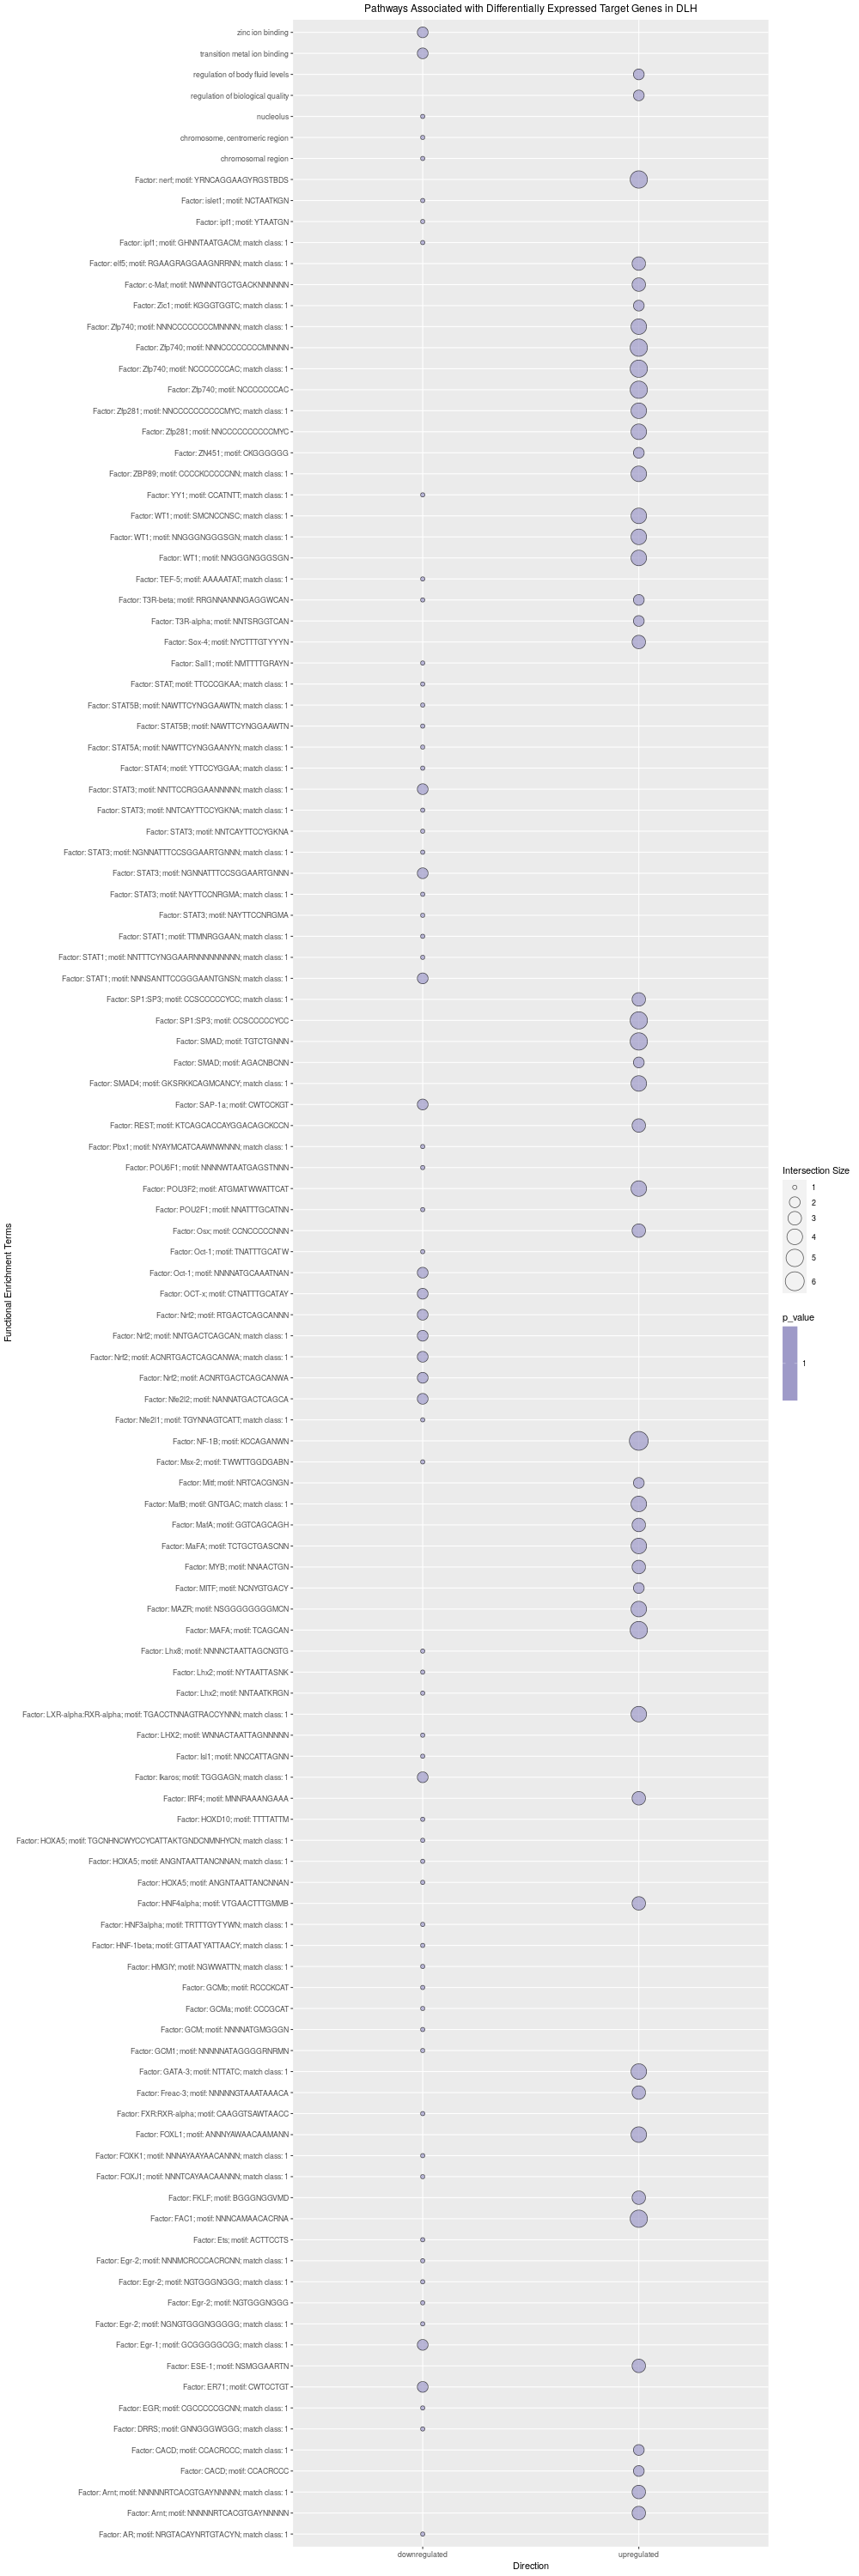 Pathways Associated with Differentially Expressed Target Genes in DLH
zinc ion binding
transition metal ion binding
regulation of body fluid levels
regulation of biological quality
nucleolus
chromosome, centromeric region
chromosomal region
Factor: nerf; motif: YRNCAGGAAGYRGSTBDS
Factor: islet1; motif: NCTAATKGN
Factor: ipf1; motif: YTAATGN
Factor: ipf1; motif: GHNNTAATGACM; match class: 1
Factor: elf5; motif: RGAAGRAGGAAGNRRNN; match class: 1
Factor: c-Maf; motif: NWNNNTGCTGACKNNNNNN
Factor: Zic1; motif: KGGGTGGTC; match class: 1
Factor: Zfp740; motif: NNNCCCCCCCCMNNNN; match class: 1
Factor: Zfp740; motif: NNNCCCCCCCCMNNNN
Factor: Zfp740; motif: NCCCCCCCAC; match class: 1
Factor: Zfp740; motif: NCCCCCCCAC
Factor: Zfp281; motif: NNCCCCCCCCCCMYC; match class: 1
Factor: Zfp281; motif: NNCCCCCCCCCCMYC
Factor: ZN451; motif: CKGGGGGG
Factor: ZBP89; motif: CCCCKCCCCCNN; match class: 1
Factor: YY1; motif: CCATNTT; match class: 1
Factor: WT1; motif: SMCNCCNSC; match class: 1
Factor: WT1; motif: NNGGGNGGGSGN; match class: 1
Factor: WT1; motif: NNGGGNGGGSGN
Factor: TEF-5; motif: AAAAATAT; match class: 1
Factor: T3R-beta; motif: RRGNNANNNGAGGWCAN
Factor: T3R-alpha; motif: NNTSRGGTCAN
Factor: Sox-4; motif: NYCTTTGTYYYN
Factor: Sall1; motif: NMTTTTGRAYN
Factor: STAT; motif: TTCCCGKAA; match class: 1
Factor: STAT5B; motif: NAWTTCYNGGAAWTN; match class: 1
Factor: STAT5B; motif: NAWTTCYNGGAAWTN
Factor: STAT5A; motif: NAWTTCYNGGAANYN; match class: 1
Factor: STAT4; motif: YTTCCYGGAA; match class: 1
Factor: STAT3; motif: NNTTCCRGGAANNNNN; match class: 1
Factor: STAT3; motif: NNTCAYTTCCYGKNA; match class: 1
Factor: STAT3; motif: NNTCAYTTCCYGKNA
Factor: STAT3; motif: NGNNATTTCCSGGAARTGNNN; match class: 1
Factor: STAT3; motif: NGNNATTTCCSGGAARTGNNN
Factor: STAT3; motif: NAYTTCCNRGMA; match class: 1
Factor: STAT3; motif: NAYTTCCNRGMA
Factor: STAT1; motif: TTMNRGGAAN; match class: 1
Factor: STAT1; motif: NNTTTCYNGGAARNNNNNNNNN; match class: 1
Factor: STAT1; motif: NNNSANTTCCGGGAANTGNSN; match class: 1
Factor: SP1:SP3; motif: CCSCCCCCYCC; match class: 1
Factor: SP1:SP3; motif: CCSCCCCCYCC
Factor: SMAD; motif: TGTCTGNNN
Factor: SMAD; motif: AGACNBCNN
Factor: SMAD4; motif: GKSRKKCAGMCANCY; match class: 1
Factor: SAP-1a; motif: CWTCCKGT
Factor: REST; motif: KTCAGCACCAYGGACAGCKCCN
Factor: Pbx1; motif: NYAYMCATCAAWNWNNN; match class: 1
Factor: POU6F1; motif: NNNNWTAATGAGSTNNN
Factor: POU3F2; motif: ATGMATWWATTCAT
Factor: POU2F1; motif: NNATTTGCATNN
Factor: Osx; motif: CCNCCCCCNNN
Factor: Oct-1; motif: TNATTTGCATW
Factor: Oct-1; motif: NNNNATGCAAATNAN
Factor: OCT-x; motif: CTNATTTGCATAY
Factor: Nrf2; motif: RTGACTCAGCANNN
Factor: Nrf2; motif: NNTGACTCAGCAN; match class: 1
Factor: Nrf2; motif: ACNRTGACTCAGCANWA; match class: 1
Factor: Nrf2; motif: ACNRTGACTCAGCANWA
Factor: Nfe2l2; motif: NANNATGACTCAGCA
Factor: Nfe2l1; motif: TGYNNAGTCATT; match class: 1
Factor: NF-1B; motif: KCCAGANWN
Factor: Msx-2; motif: TWWTTGGDGABN
Factor: Mitf; motif: NRTCACGNGN
Factor: MafB; motif: GNTGAC; match class: 1
Factor: MafA; motif: GGTCAGCAGH
Factor: MaFA; motif: TCTGCTGASCNN
Factor: MYB; motif: NNAACTGN
Factor: MITF; motif: NCNYGTGACY
Factor: MAZR; motif: NSGGGGGGGGMCN
Factor: MAFA; motif: TCAGCAN
Factor: Lhx8; motif: NNNNCTAATTAGCNGTG
Factor: Lhx2; motif: NYTAATTASNK
Factor: Lhx2; motif: NNTAATKRGN
Factor: LXR-alpha:RXR-alpha; motif: TGACCTNNAGTRACCYNNN; match class: 1
Factor: LHX2; motif: WNNACTAATTAGNNNNN
Factor: Isl1; motif: NNCCATTAGNN
Factor: Ikaros; motif: TGGGAGN; match class: 1
Factor: IRF4; motif: MNNRAAANGAAA
Factor: HOXD10; motif: TTTTATTM
Factor: HOXA5; motif: TGCNHNCWYCCYCATTAKTGNDCNMNHYCN; match class: 1
Factor: HOXA5; motif: ANGNTAATTANCNNAN; match class: 1
Factor: HOXA5; motif: ANGNTAATTANCNNAN
Factor: HNF4alpha; motif: VTGAACTTTGMMB
Factor: HNF3alpha; motif: TRTTTGYTYWN; match class: 1
Factor: HNF-1beta; motif: GTTAATYATTAACY; match class: 1
Factor: HMGIY; motif: NGWWATTN; match class: 1
Factor: GCMb; motif: RCCCKCAT
Factor: GCMa; motif: CCCGCAT
Factor: GCM; motif: NNNNATGMGGGN
Factor: GCM1; motif: NNNNNATAGGGGRNRMN
Factor: GATA-3; motif: NTTATC; match class: 1
Factor: Freac-3; motif: NNNNNGTAAATAAACA
Factor: FXR:RXR-alpha; motif: CAAGGTSAWTAACC
Factor: FOXL1; motif: ANNNYAWAACAAMANN
Factor: FOXK1; motif: NNNAYAAYAACANNN; match class: 1
Factor: FOXJ1; motif: NNNTCAYAACAANNN; match class: 1
Factor: FKLF; motif: BGGGNGGVMD
Factor: FAC1; motif: NNNCAMAACACRNA
Factor: Ets; motif: ACTTCCTS
Factor: Egr-2; motif: NNNMCRCCCACRCNN; match class: 1
Factor: Egr-2; motif: NGTGGGNGGG; match class: 1
Factor: Egr-2; motif: NGTGGGNGGG
Factor: Egr-2; motif: NGNGTGGGNGGGGG; match class: 1
Factor: Egr-1; motif: GCGGGGGCGG; match class: 1
Factor: ESE-1; motif: NSMGGAARTN
Factor: ER71; motif: CWTCCTGT
Factor: EGR; motif: CGCCCCCGCNN; match class: 1
Factor: DRRS; motif: GNNGGGWGGG; match class: 1
Factor: CACD; motif: CCACRCCC; match class: 1
Factor: CACD; motif: CCACRCCC
Factor: Arnt; motif: NNNNNRTCACGTGAYNNNNN; match class: 1
Factor: Arnt; motif: NNNNNRTCACGTGAYNNNNN
Factor: AR; motif: NRGTACAYNRTGTACYN; match class: 1
downregulated
upregulated
Direction
Functional Enrichment Terms
Intersection Size
1
2
3
4
5
6
p_value
1